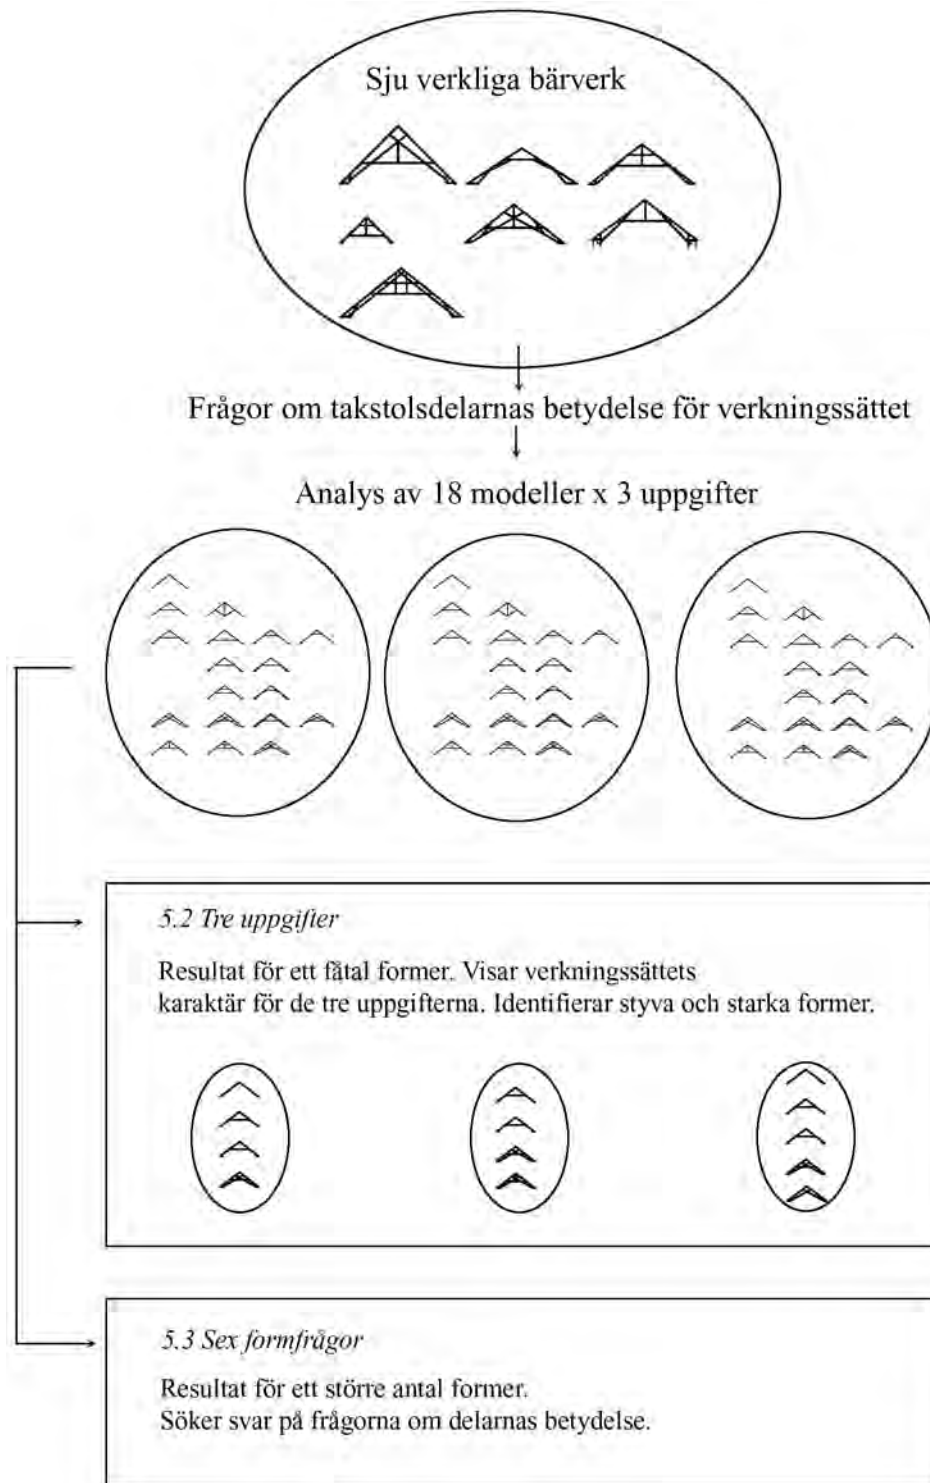 Sju verkliga bärverk
Frågor om takstolsdelarnas betydelse för verkningssättet
Analys av 18 modeller x 3 uppgifter
5.2 Tre uppgifter
Resultat för ett fåtal former. Visar verkningssättets
karaktär för de tre uppgifterna. Identifierar styva och starka former.
5.3 Sex formfrågor
Resultat för ett större antal former.
Söker svar på frågorna om delarnas betydelse.